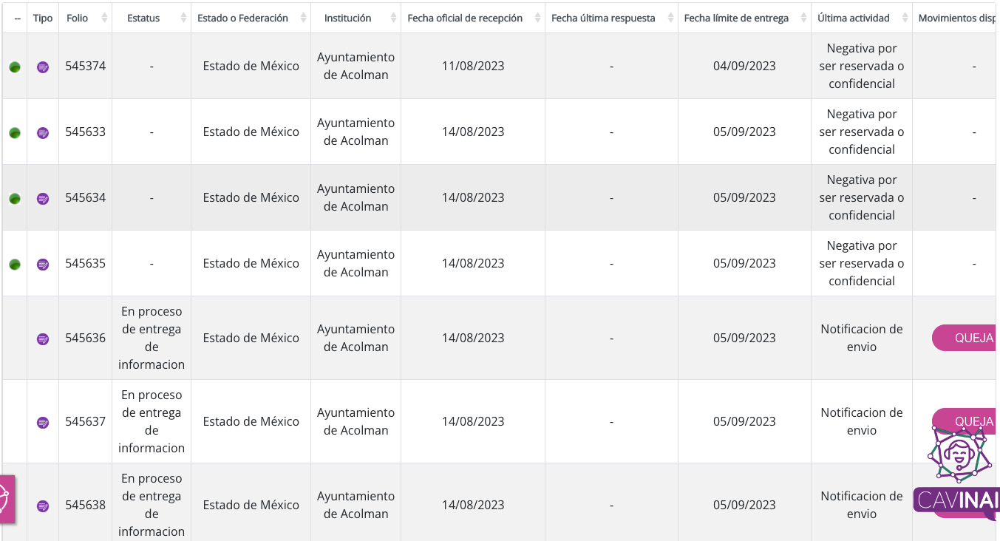 -- Tipo Folio Estatus Estado o Federación Institución Fecha oficial de recepción Fecha última respuesta Fecha límite de entrega Última actividad Movimientos disp
545374 - Estado de México Ayuntamiento de Acolman 11/08/2023 - 04/09/2023 Negativa por ser reservada o confidencial -
545633 - Estado de México Ayuntamiento de Acolman 14/08/2023 - 05/09/2023 Negativa por ser reservada o confidencial -
545634 - Estado de México Ayuntamiento de Acolman 14/08/2023 - 05/09/2023 Negativa por ser reservada o confidencial -
545635 - Estado de México Ayuntamiento de Acolman 14/08/2023 - 05/09/2023 Negativa por ser reservada o confidencial -
545636 En proceso de entrega de informacion Estado de México Ayuntamiento de Acolman 14/08/2023 - 05/09/2023 Notificacion de envio QUEJA
545637 En proceso de entrega de informacion Estado de México Ayuntamiento de Acolman 14/08/2023 - 05/09/2023 Notificacion de envio QUEJA
545638 En proceso de entrega de informacion Estado de México Ayuntamiento de Acolman 14/08/2023 - 05/09/2023 Notificacion de envio
CAVINAI